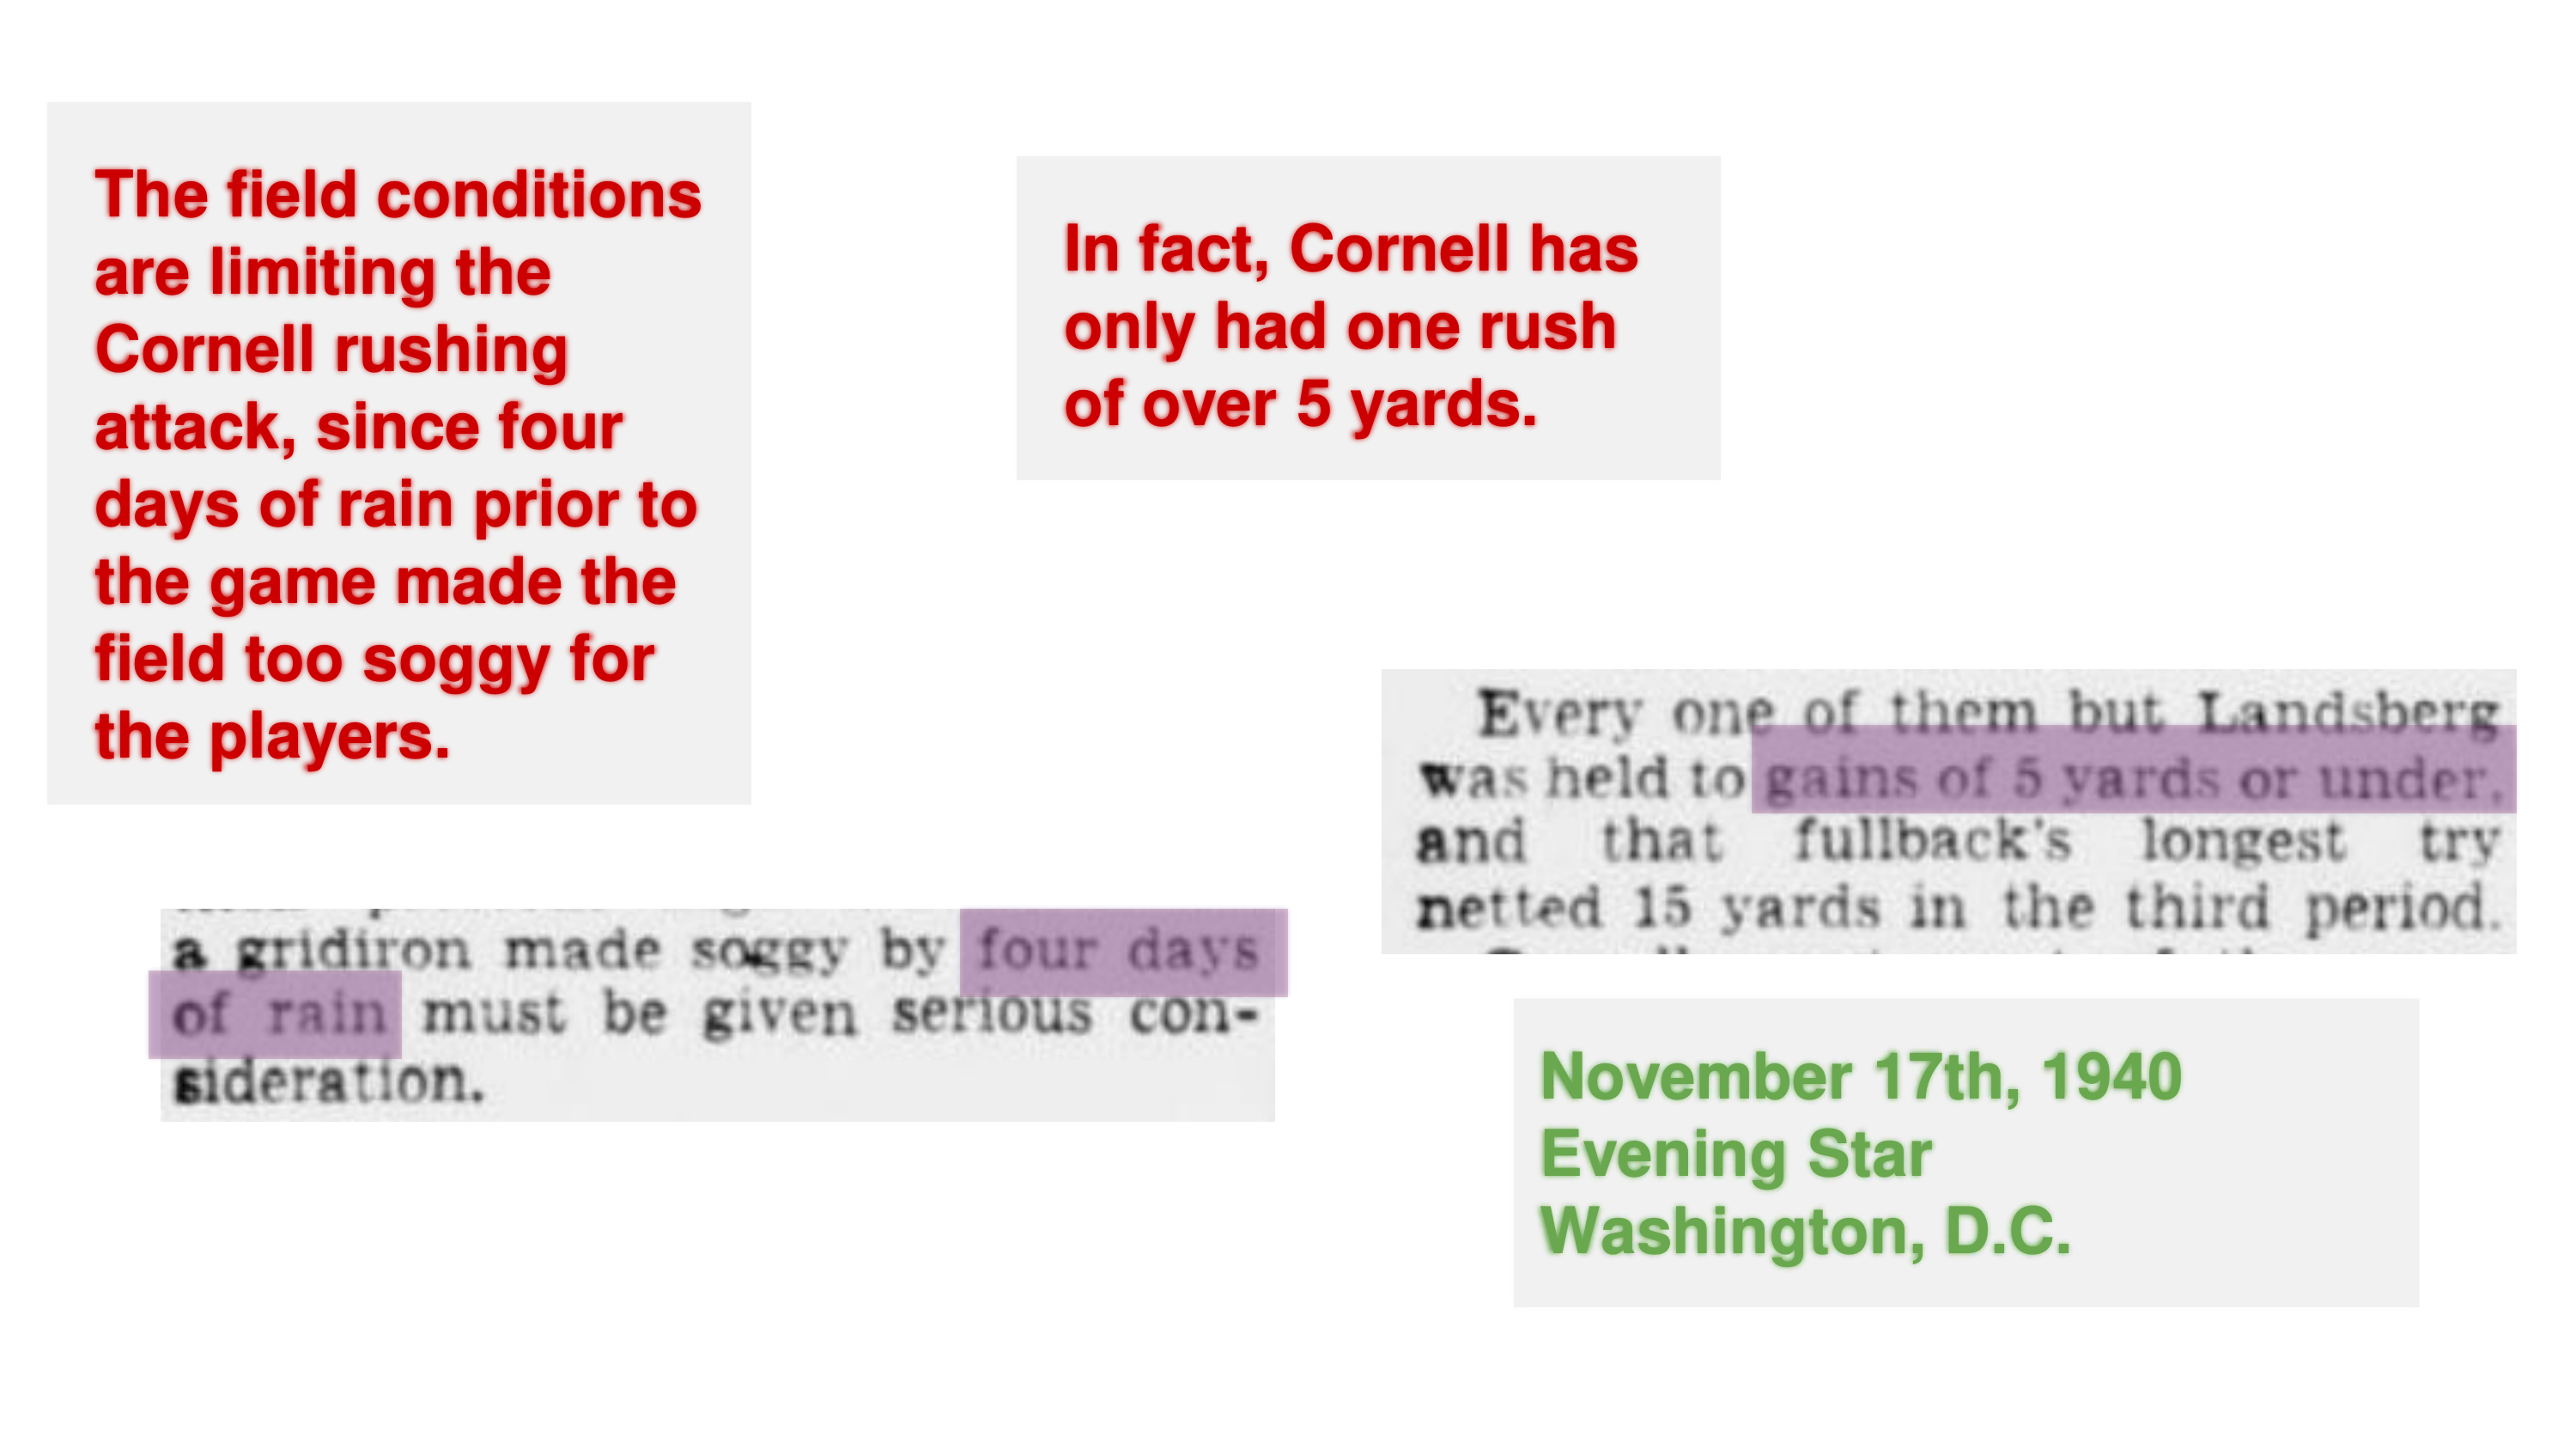 The field conditions
are limiting the
Cornell rushing
attack, since four
days of rain prior to
the game made the
field too soggy for
the players.
In fact, Cornell has
only had one rush
of over 5 yards.
Every one of them but Landsberg
was held to gains of 5 yards or under,
and that fullback's longest try
netted 15 yards in the third period.
a gridiron made soggy by four days
of rain must be given serious con-
sideration.
November 17th, 1940
Evening Star
Washington, D.C.